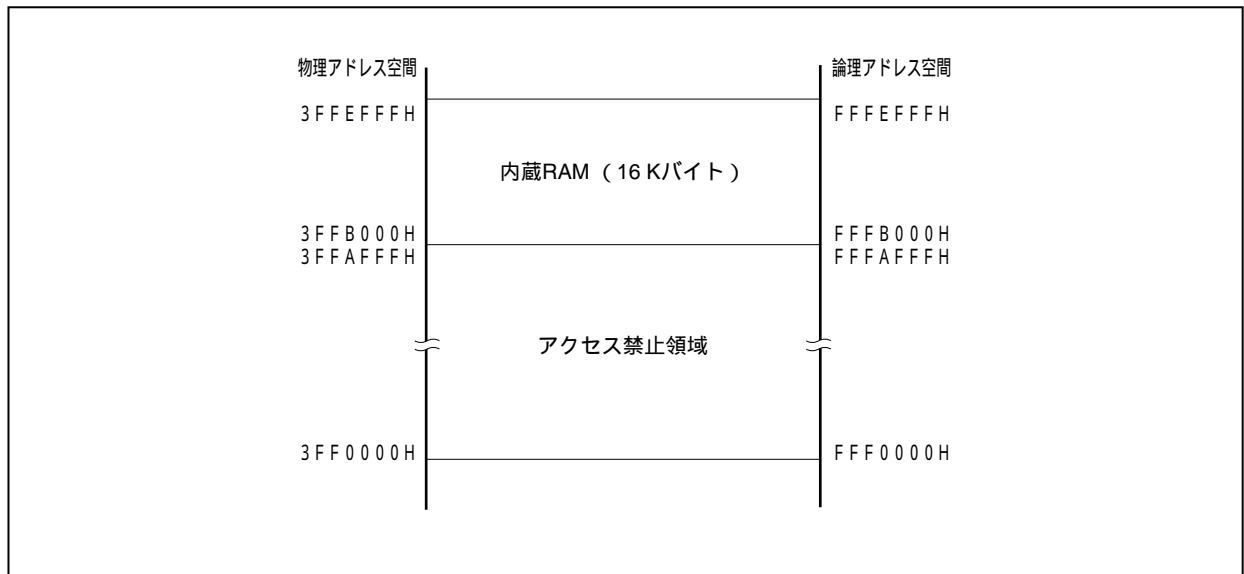 物理アドレス空間 論理アドレス空間
3FFEFFFH FFFEFFFH
内蔵RAM（16 Kバイト）
3FFB000H FFFB000H
3FFAFFFH FFFAFFFH
アクセス禁止領域
3FF0000H FFF0000H